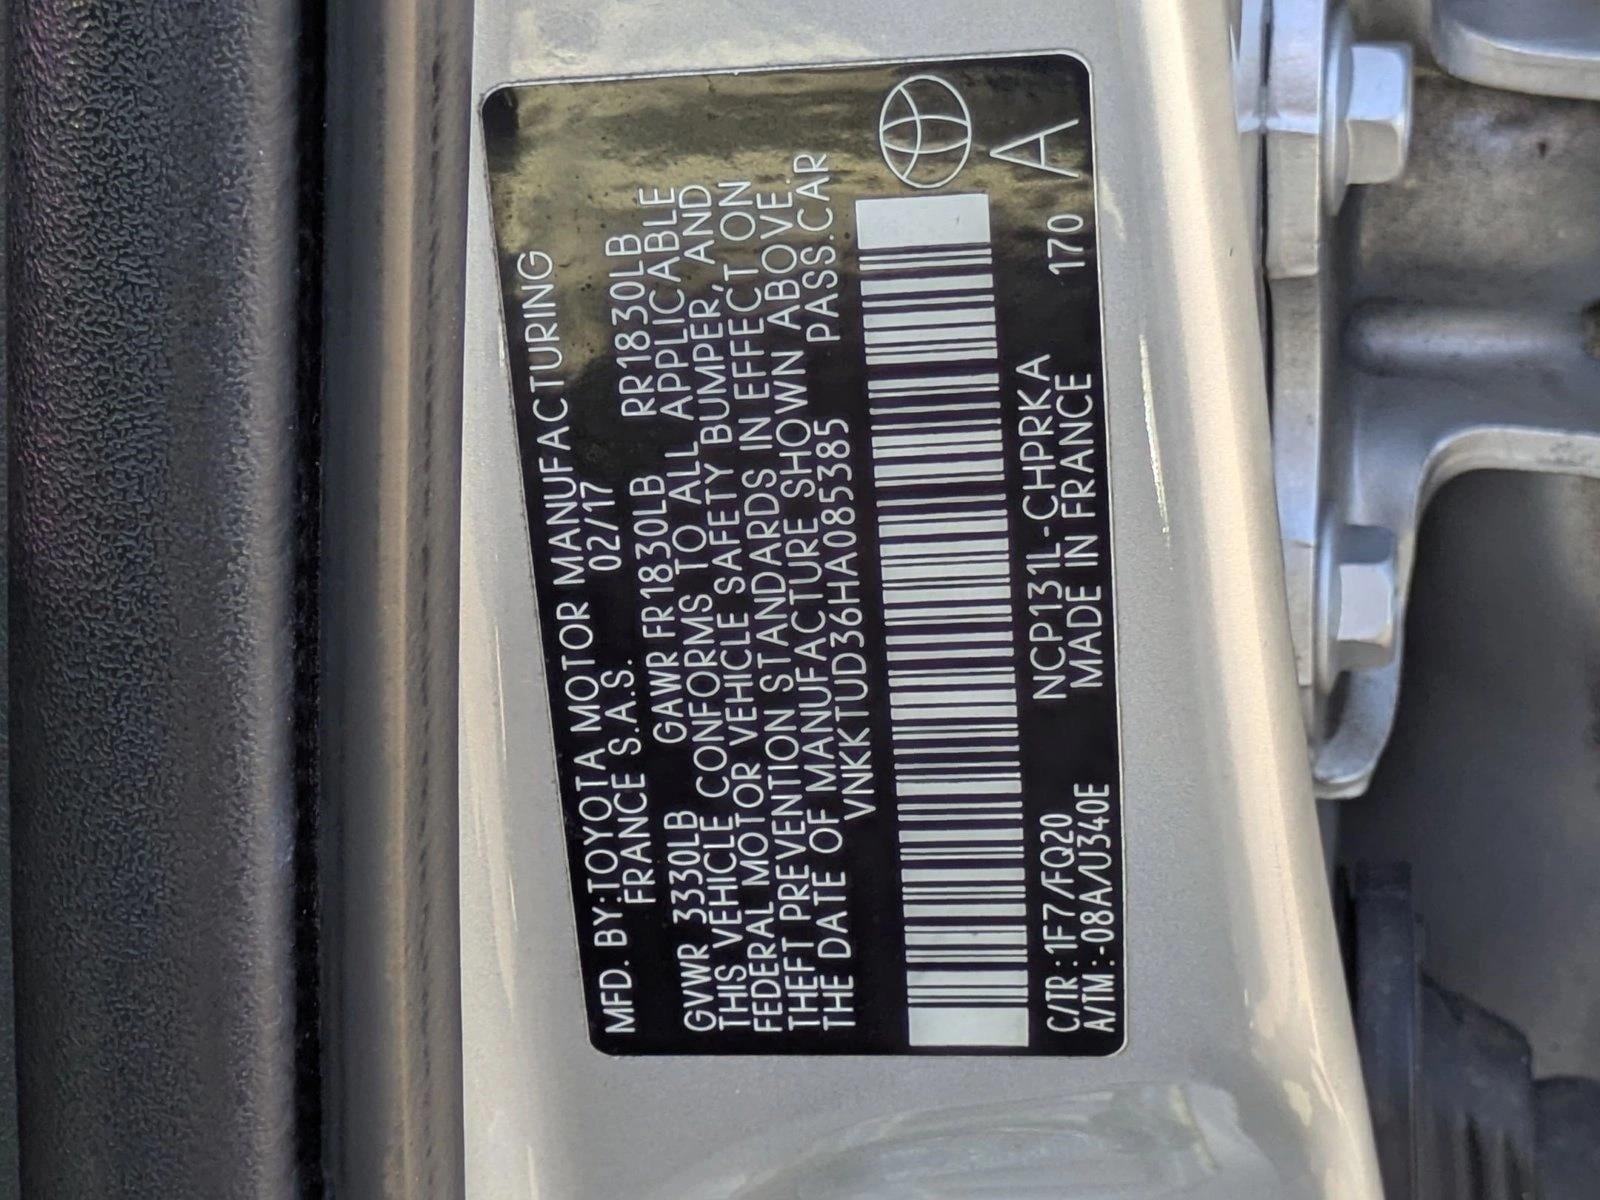 MFD. BY:TOYOTA MOTOR MANUFACTURING
FRANCE S.A.S. 02/17
GVWR 3330LB GAWR FR1830LB RR1830LB
THIS VEHICLE CONFORMS TO ALL APPLICABLE
FEDERAL MOTOR VEHICLE SAFETY BUMPER, AND
THEFT PREVENTION STANDARDS IN EFFECT ON
THE DATE OF MANUFACTURE SHOWN ABOVE.
VNKKTUD36HA085385 PASS.CAR
C/TR:1F7/FQ20 NCP131L-CHPRKA 170 A
A/TM:-08A/U340E MADE IN FRANCE